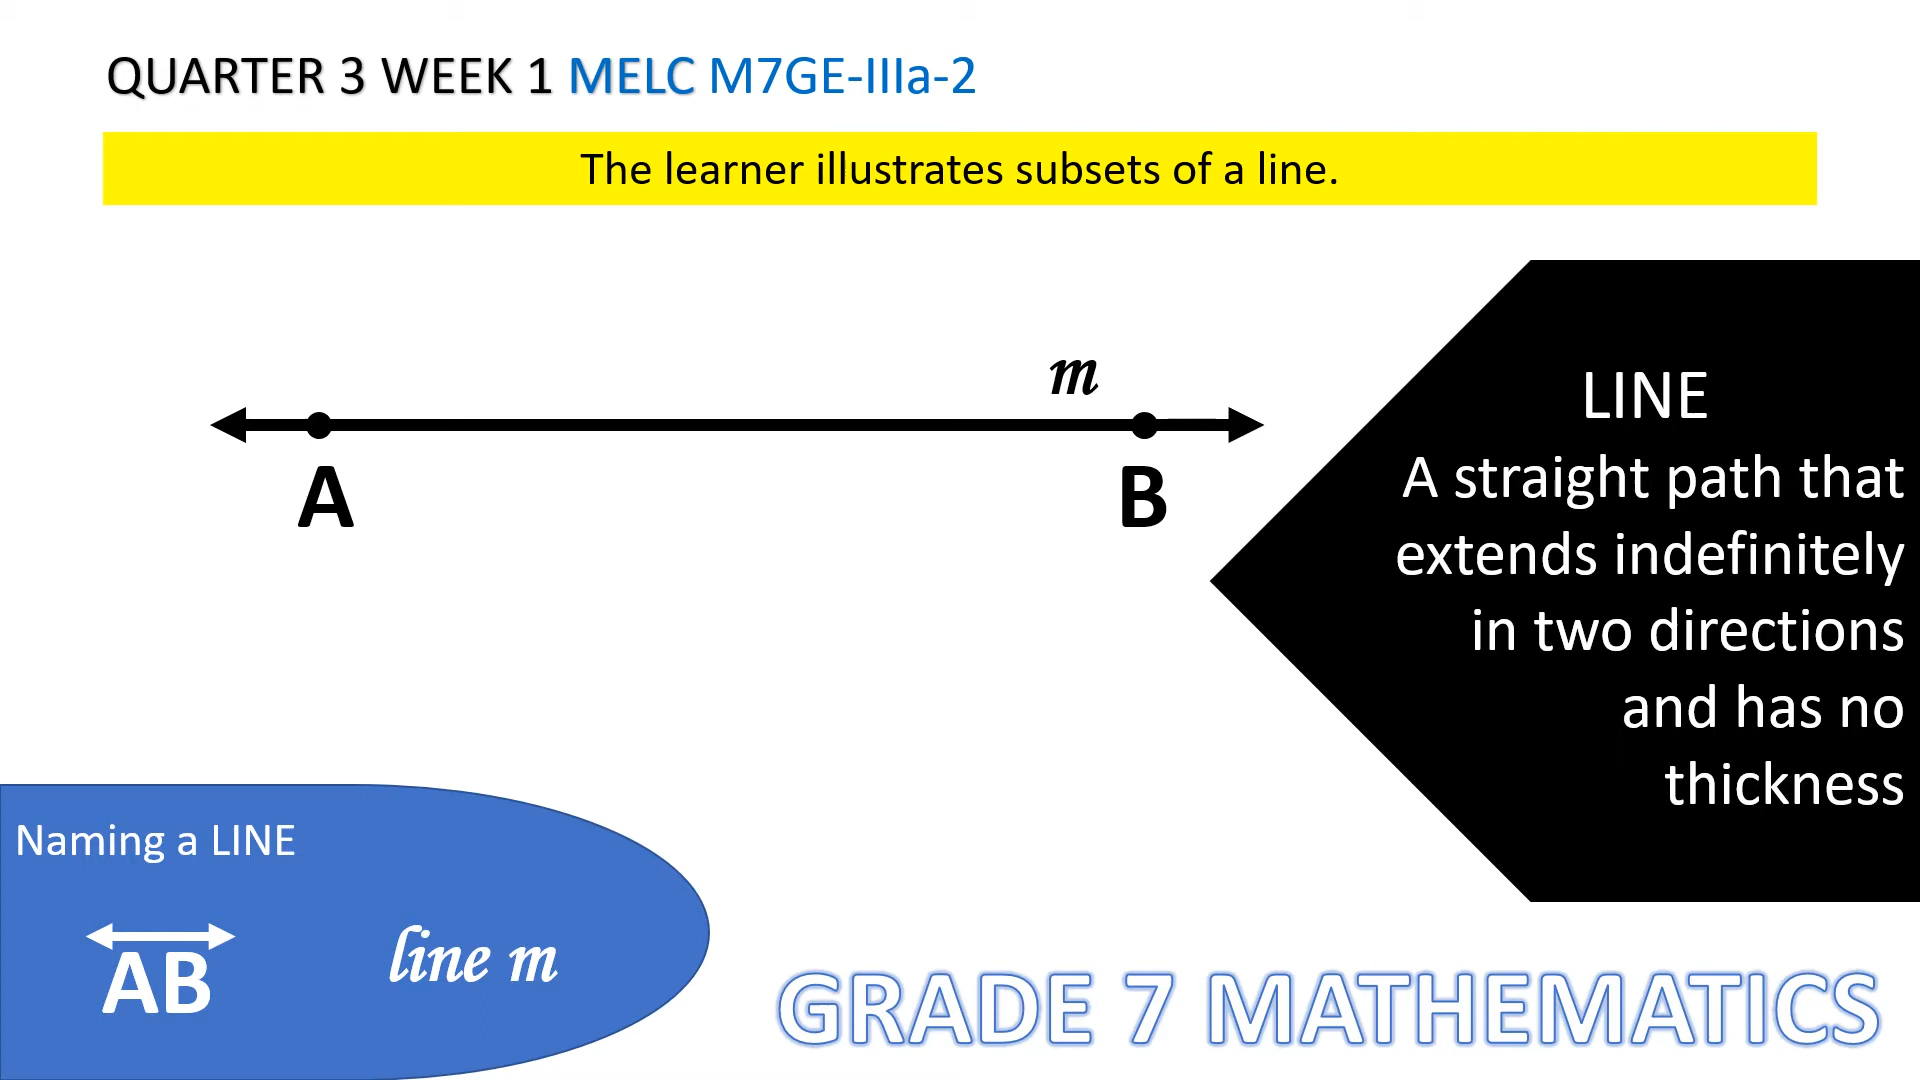 QUARTER 3 WEEK 1 MELC M7GE-IIIa-2
The learner illustrates subsets of a line.
m
A
B
LINE
A straight path that
extends indefinitely
in two directions
and has no
thickness
Naming a LINE
AB
line m
GRADE 7 MATHEMATICS